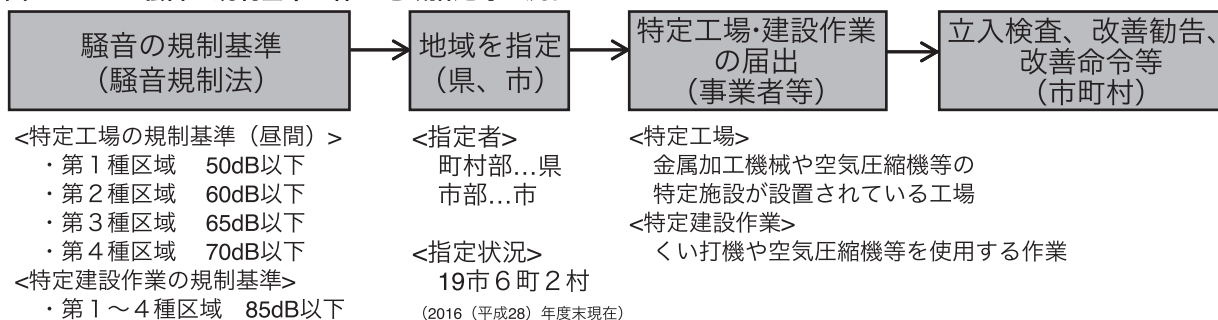 騒音の規制基準
（騒音規制法）
地域を指定
（県、市）
特定工場・建設作業
の届出
（事業者等）
立入検査、改善勧告、
改善命令等
（市町村）
<特定工場の規制基準（昼間）>
・第１種区域　50dB以下
・第２種区域　60dB以下
・第３種区域　65dB以下
・第４種区域　70dB以下
<特定建設作業の規制基準>
・第１～４種区域　85dB以下
<指定者>
町村部…県
市部…市
<指定状況>
19市６町２村
（2016（平成28）年度末現在）
<特定工場>
金属加工機械や空気圧縮機等の
特定施設が設置されている工場
<特定建設作業>
くい打機や空気圧縮機等を使用する作業